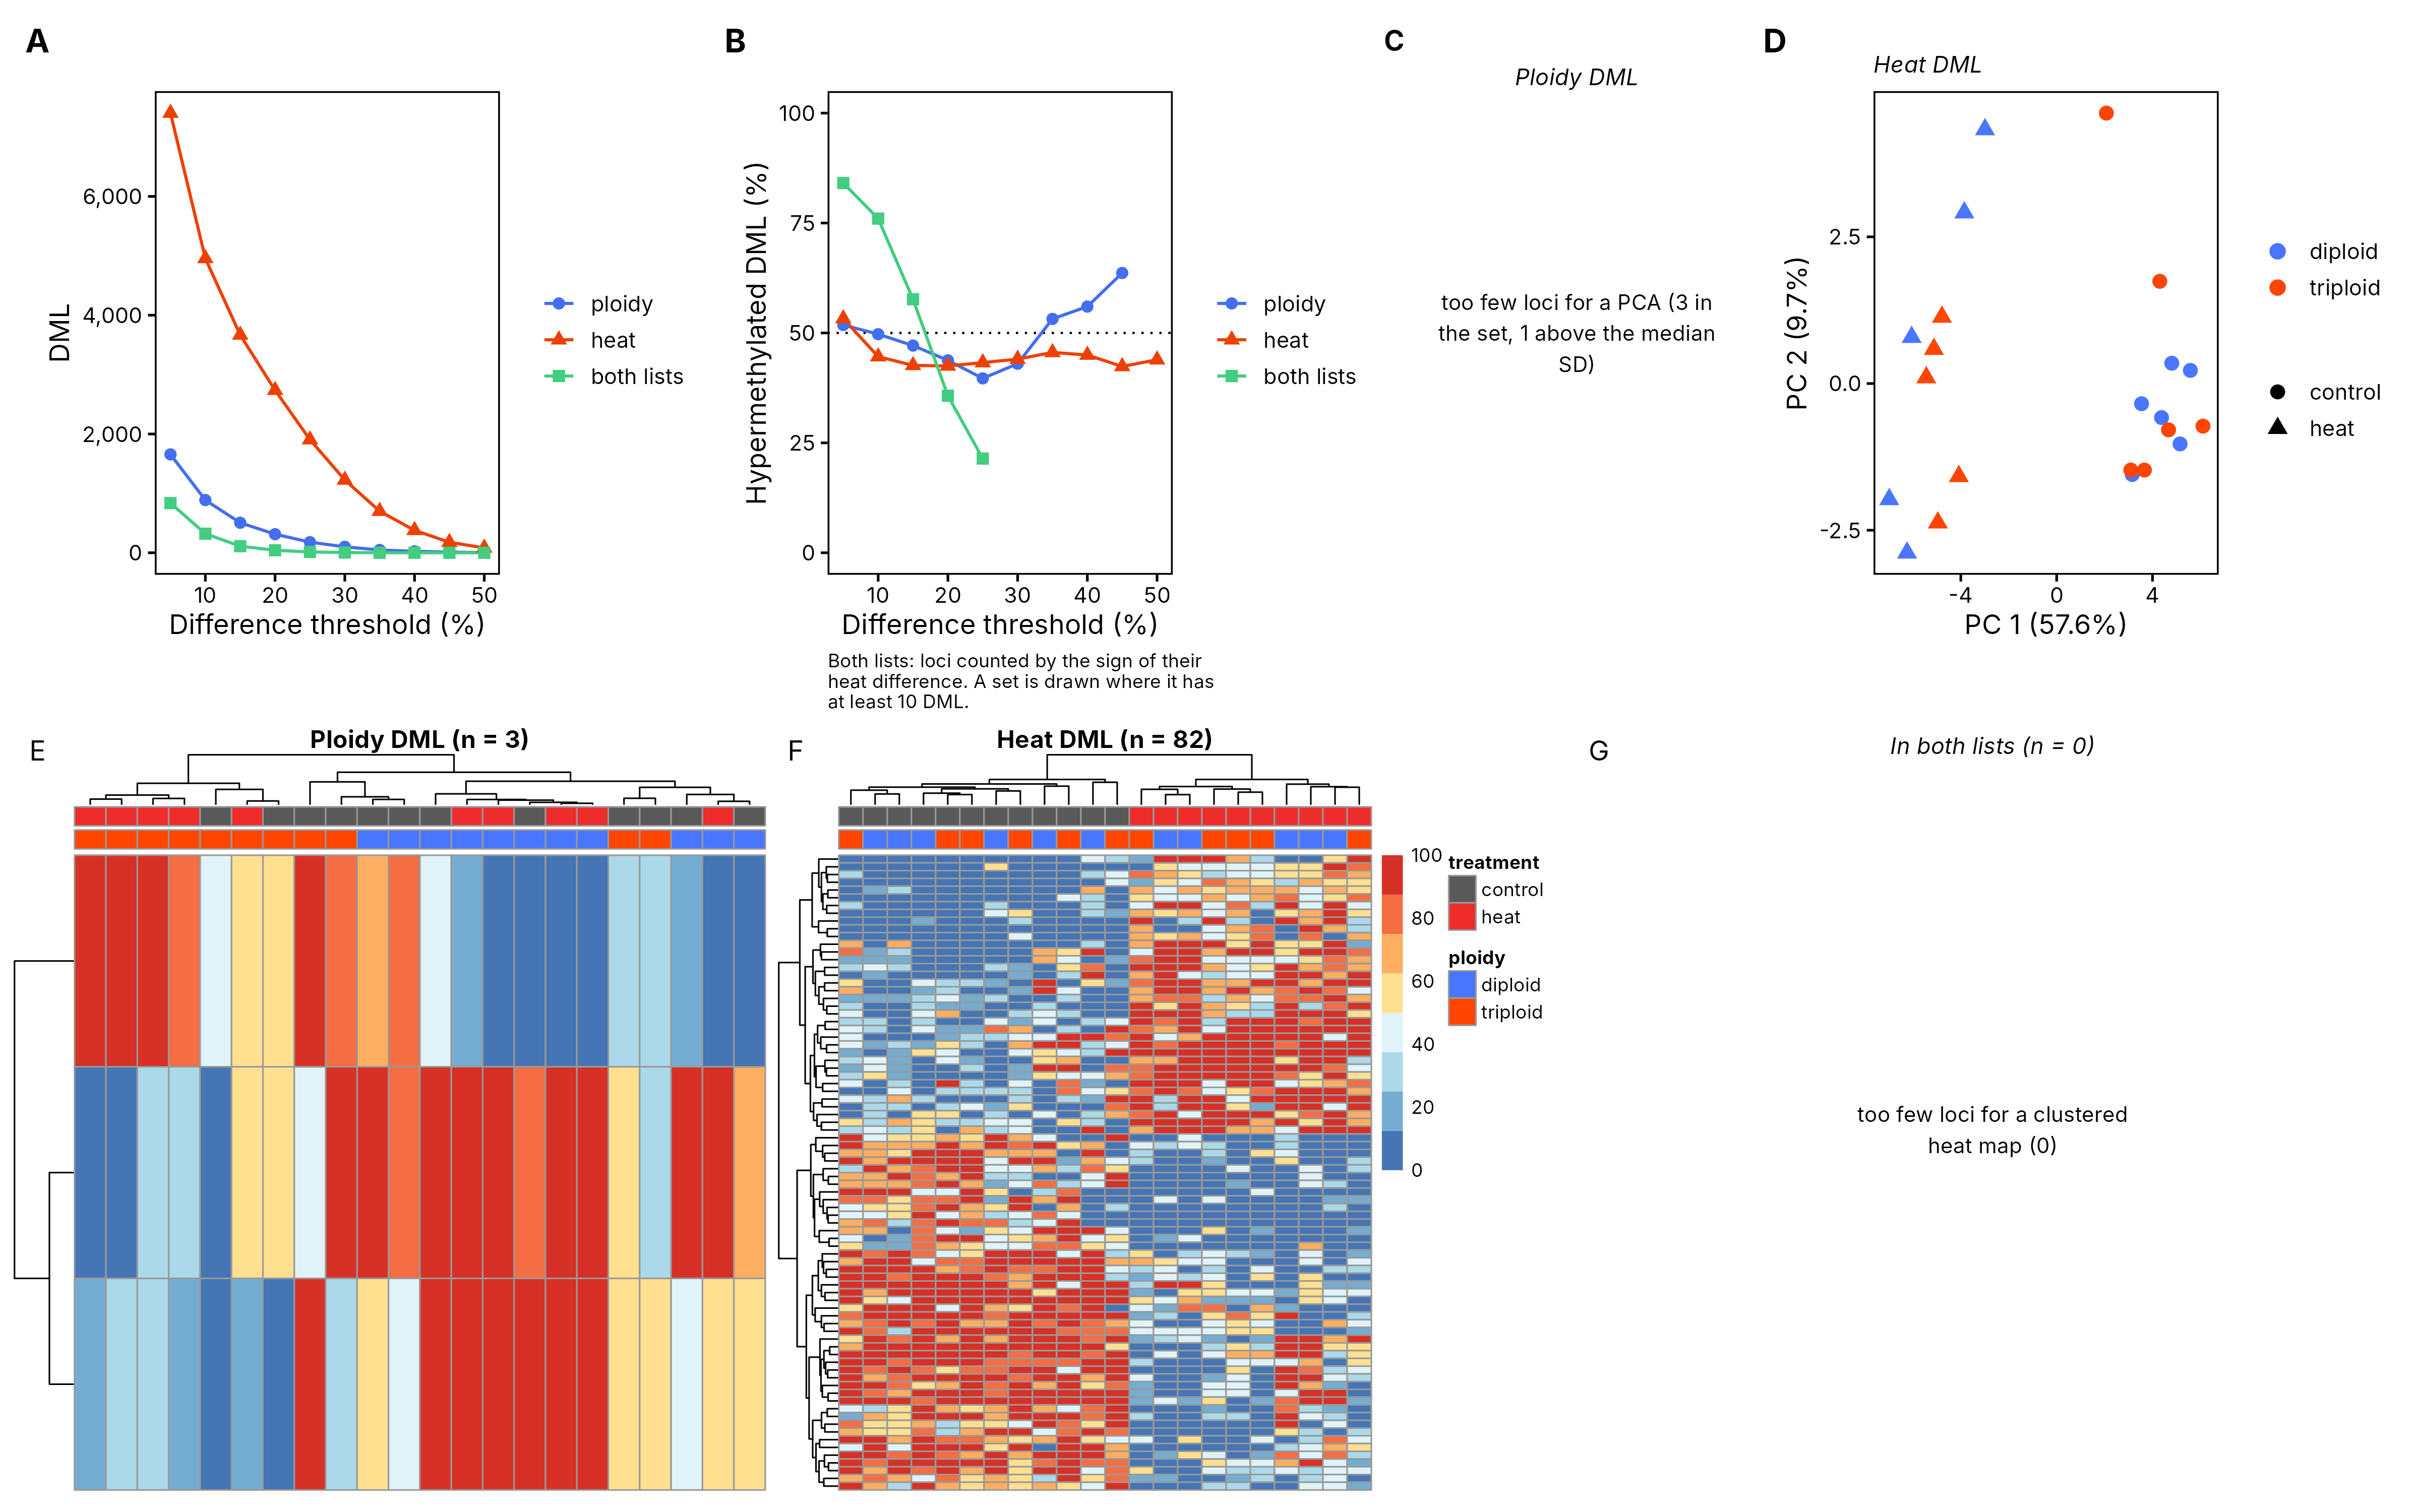 A
B
C
D
Ploidy DML
Heat DML
6,000
4,000
2,000
0
DML
10
20
30
40
50
Difference threshold (%)
ploidy
heat
both lists
100
75
50
25
0
Hypermethylated DML (%)
10
20
30
40
50
Difference threshold (%)
Both lists: loci counted by the sign of their
heat difference. A set is drawn where it has
at least 10 DML.
ploidy
heat
both lists
too few loci for a PCA (3 in
the set, 1 above the median
SD)
2.5
0.0
-2.5
PC 2 (9.7%)
-4
0
4
PC 1 (57.6%)
diploid
triploid
control
heat
E
Ploidy DML (n = 3)
F
Heat DML (n = 82)
G
In both lists (n = 0)
100
80
60
40
20
0
treatment
control
heat
ploidy
diploid
triploid
too few loci for a clustered
heat map (0)